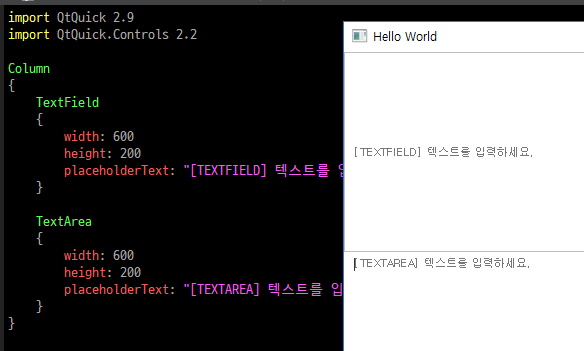 import QtQuick 2.9
import QtQuick.Controls 2.2
Column
{
TextField
{
width: 600
height: 200
placeholderText: "[TEXTFIELD] 텍스트를
}
TextArea
{
width: 600
height: 200
placeholderText: "[TEXTAREA] 텍스트를 입
}
}
Hello World
[TEXTFIELD] 텍스트를 입력하세요.
[TEXTAREA] 텍스트를 입력하세요.